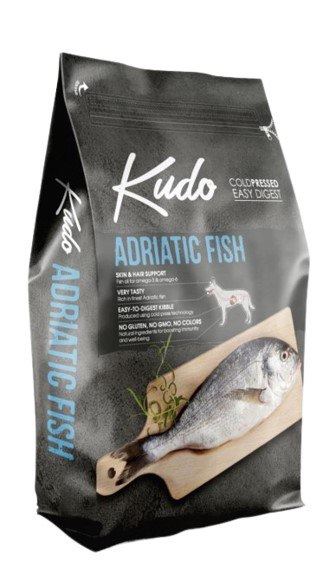 Kudo
COLDPRESSED
EASY DIGEST
ADRIATIC FISH
SKIN & HAIR SUPPORT
Fish oil for omega-3 & omega-6
VERY TASTY
Rich in finest Adriatic fish
EASY-TO-DIGEST KIBBLE
Produced using cold press technology
NO GLUTEN, NO GMO, NO COLORS
Natural ingredients for boosting immunity
and well-being
Kudo
ADRIATIC FISH